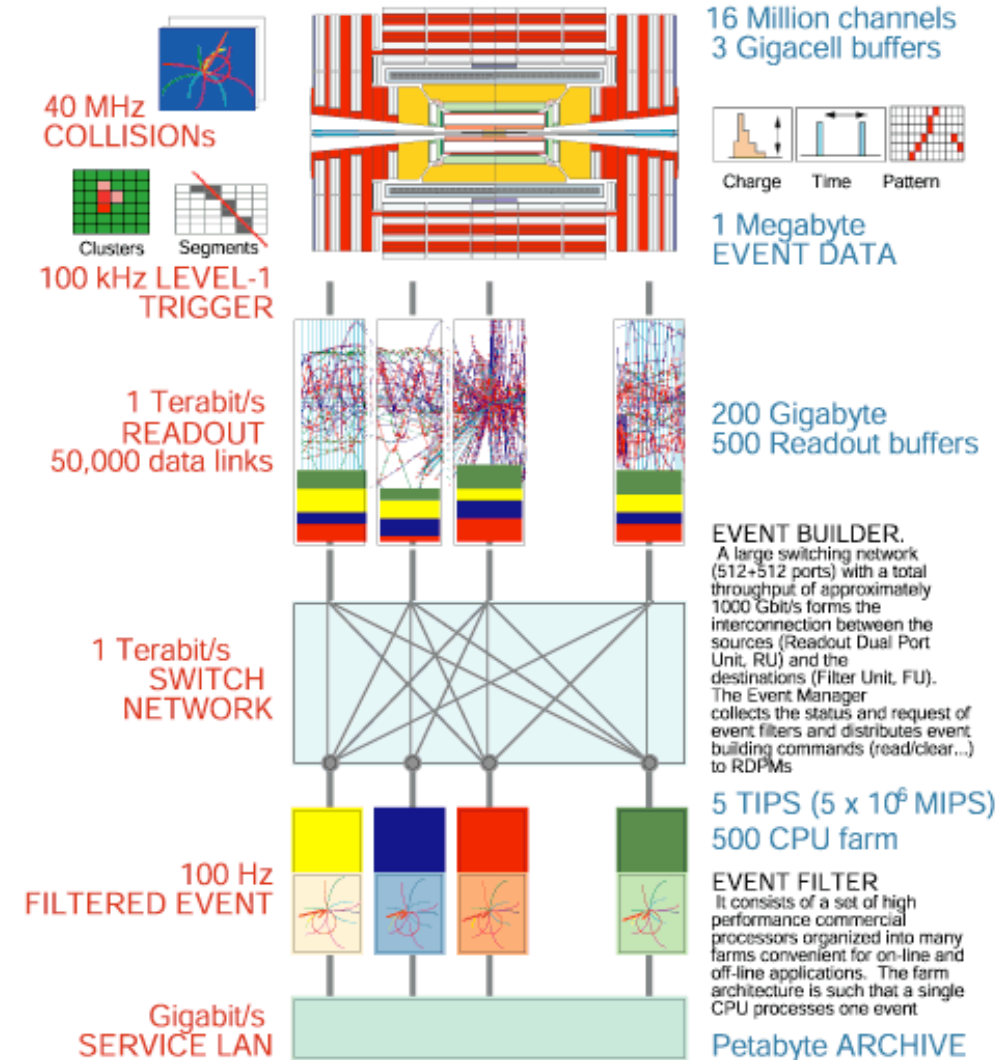 16 Million channels
3 Gigacell buffers
40 MHz
COLLISIONs
Charge Time Pattern
Clusters Segments
1 Megabyte
EVENT DATA
100 kHz LEVEL-1
TRIGGER
1 Terabit/s
READOUT
50,000 data links
200 Gigabyte
500 Readout buffers
EVENT BUILDER.
A large switching network
(512+512 ports) with a total
throughput of approximately
1000 Gbit/s forms the
interconnection between the
sources (Readout Dual Port
Unit, RU) and the
destinations (Filter Unit, FU).
The Event Manager
collects the status and request of
event filters and distributes event
building commands (read/clear...)
to RDPMs
1 Terabit/s
SWITCH
NETWORK
5 TIPS (5 x 10⁶ MIPS)
500 CPU farm
100 Hz
FILTERED EVENT
EVENT FILTER
It consists of a set of high
performance commercial
processors organized into many
farms convenient for on-line and
off-line applications. The farm
architecture is such that a single
CPU processes one event
Gigabit/s
SERVICE LAN
Petabyte ARCHIVE